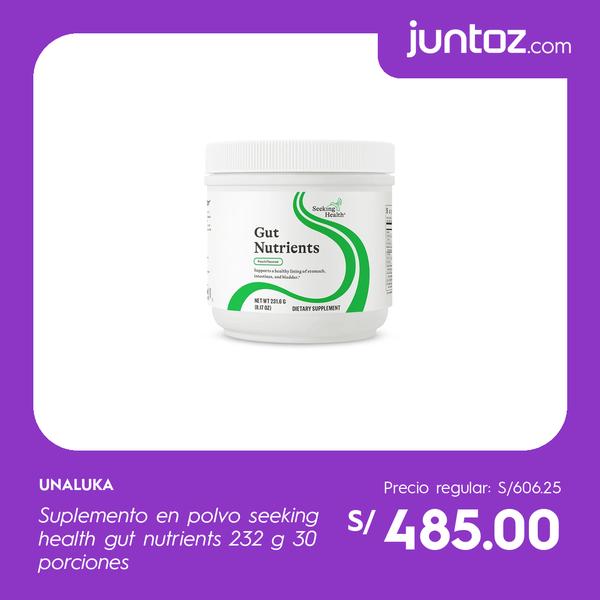 juntoz.com
Seeking
Health®
Gut
Nutrients
Supports a healthy lining of stomach,
intestines, and bladder.*
NET WT 231.6 G
(8.17 OZ)
DIETARY SUPPLEMENT
UNALUKA
Suplemento en polvo seeking
health gut nutrients 232 g 30
porciones
Precio regular: S/606.25
S/ 485.00